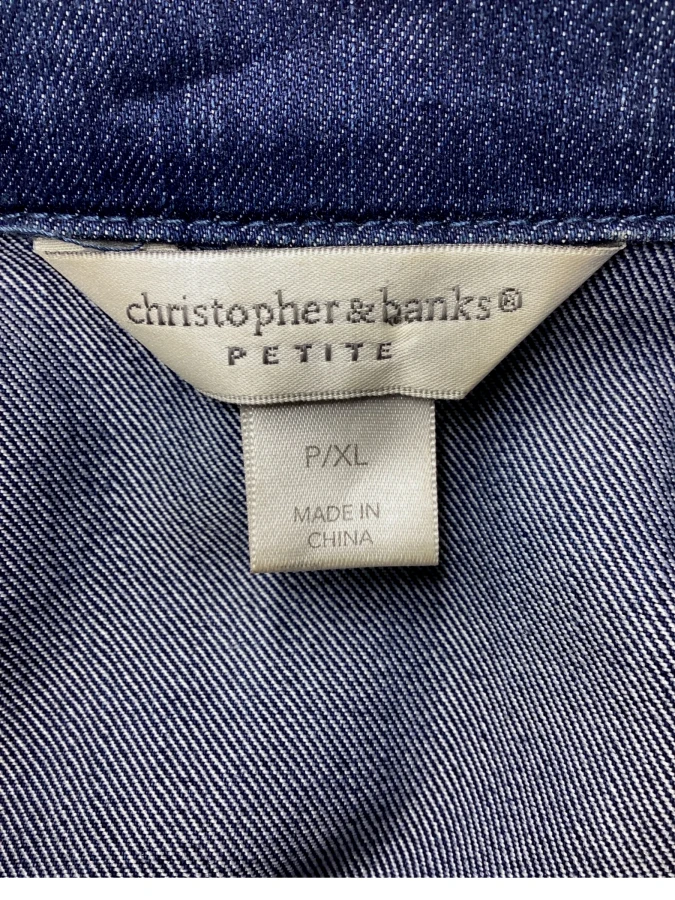 christopher & banks®
PETITE
P/XL
MADE IN
CHINA